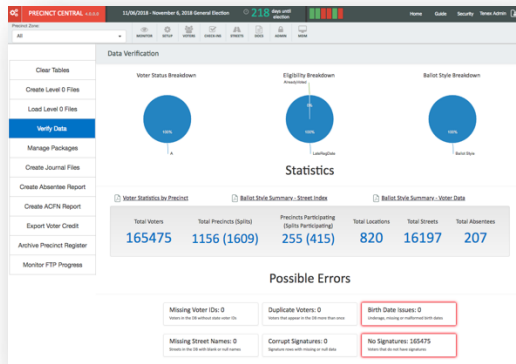 PRECINCT CENTRAL
11/06/2018 - November 6, 2018 General Election
218 days until election
Home Guide Security Tenex Admin
Precinct Zone:
All
MONITOR SETUP VOTERS CHECK-INS STREETS DOCS ADMIN
Data Verification
Clear Tables
Create Level 0 Files
Load Level 0 Files
Verify Data
Manage Packages
Create Journal Files
Create Absentee Report
Create ACFN Report
Export Voter Credit
Archive Precinct Register
Monitor FTP Progress
Voter Status Breakdown
100%
A
Eligibility Breakdown
AlreadyVoted
0%
100%
LateRegDate
Ballot Style Breakdown
100%
Ballot Style
Statistics
Voter Statistics by Precinct
Ballot Style Summary - Street Index
Ballot Style Summary - Voter Data
Total Voters
165475
Total Precincts (Splits)
1156 (1609)
Precincts Participating
(Splits Participating)
255 (415)
Total Locations
820
Total Streets
16197
Total Absentees
207
Possible Errors
Missing Voter IDs: 0
Voters in the DB without state voter IDs
Duplicate Voters: 0
Voters that appear in the DB more than once
Birth Date Issues: 0
Underage, missing or malformed birth dates
Missing Street Names: 0
Streets in the DB with blank or null names
Corrupt Signatures: 0
Signature rows with missing or null data
No Signatures: 165475
Voters that do not have signatures